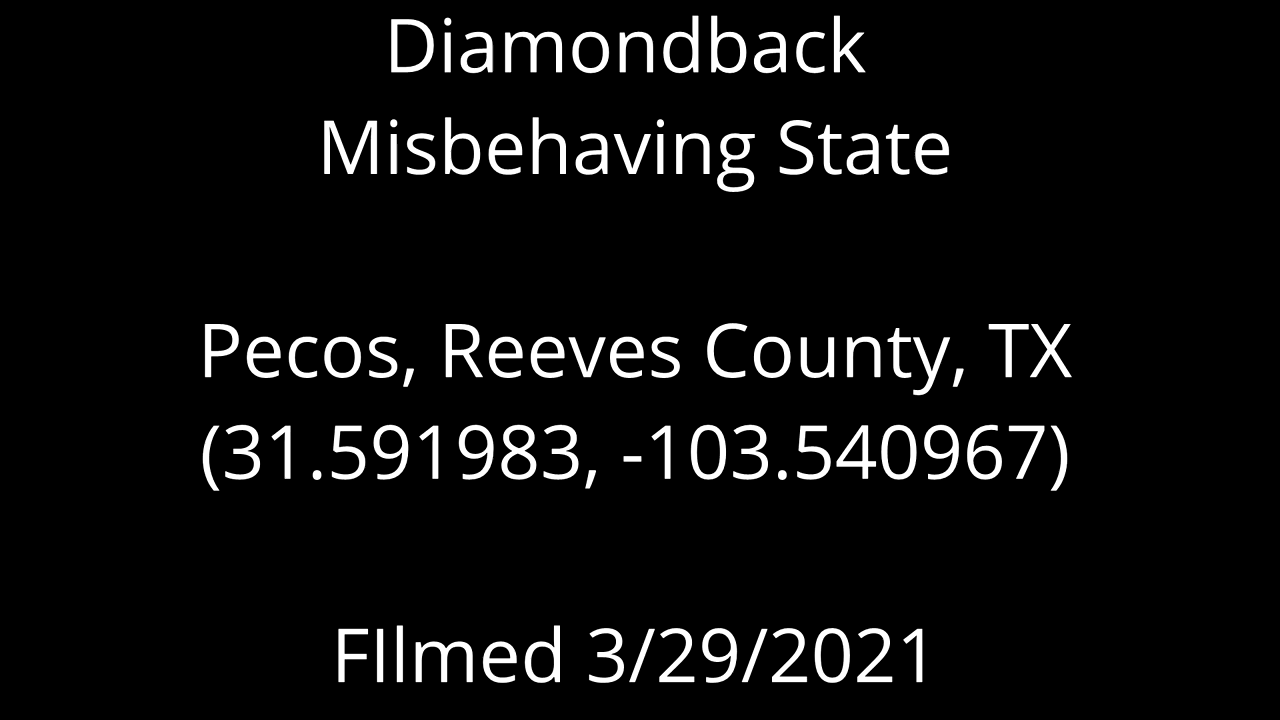 Diamondback
Misbehaving State
Pecos, Reeves County, TX
(31.591983, -103.540967)
FIlmed 3/29/2021